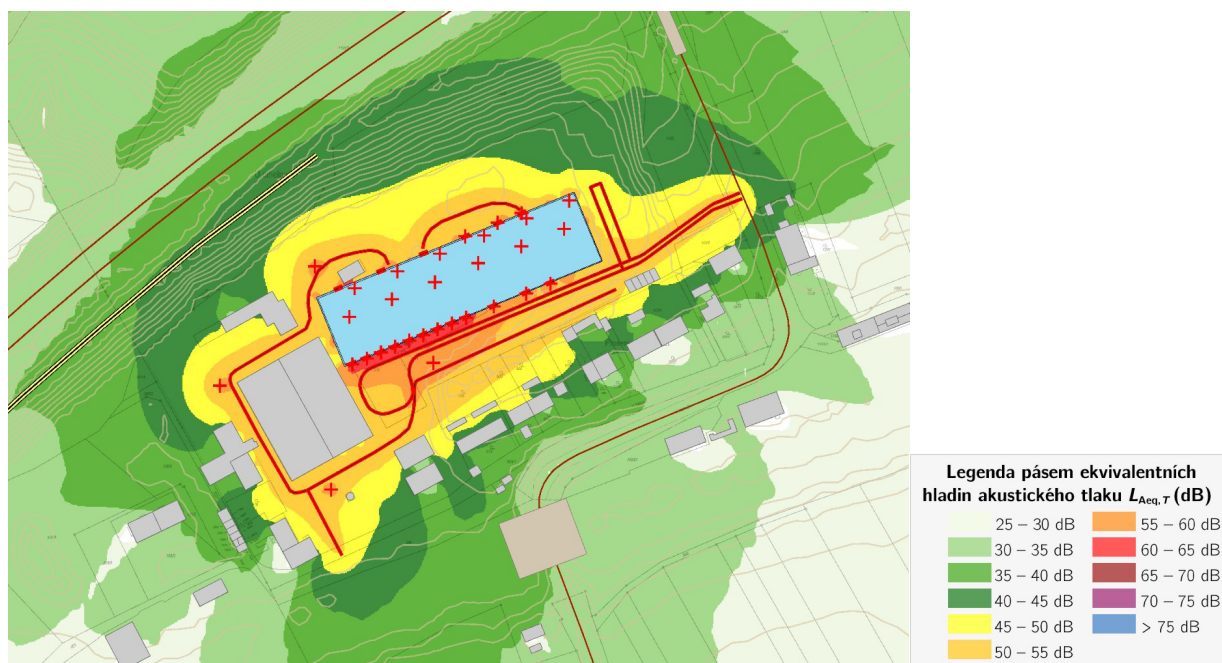 Legenda pásem ekvivalentních
hladin akustického tlaku L_Aeq, T (dB)
25 – 30 dB
30 – 35 dB
35 – 40 dB
40 – 45 dB
45 – 50 dB
50 – 55 dB
55 – 60 dB
60 – 65 dB
65 – 70 dB
70 – 75 dB
> 75 dB